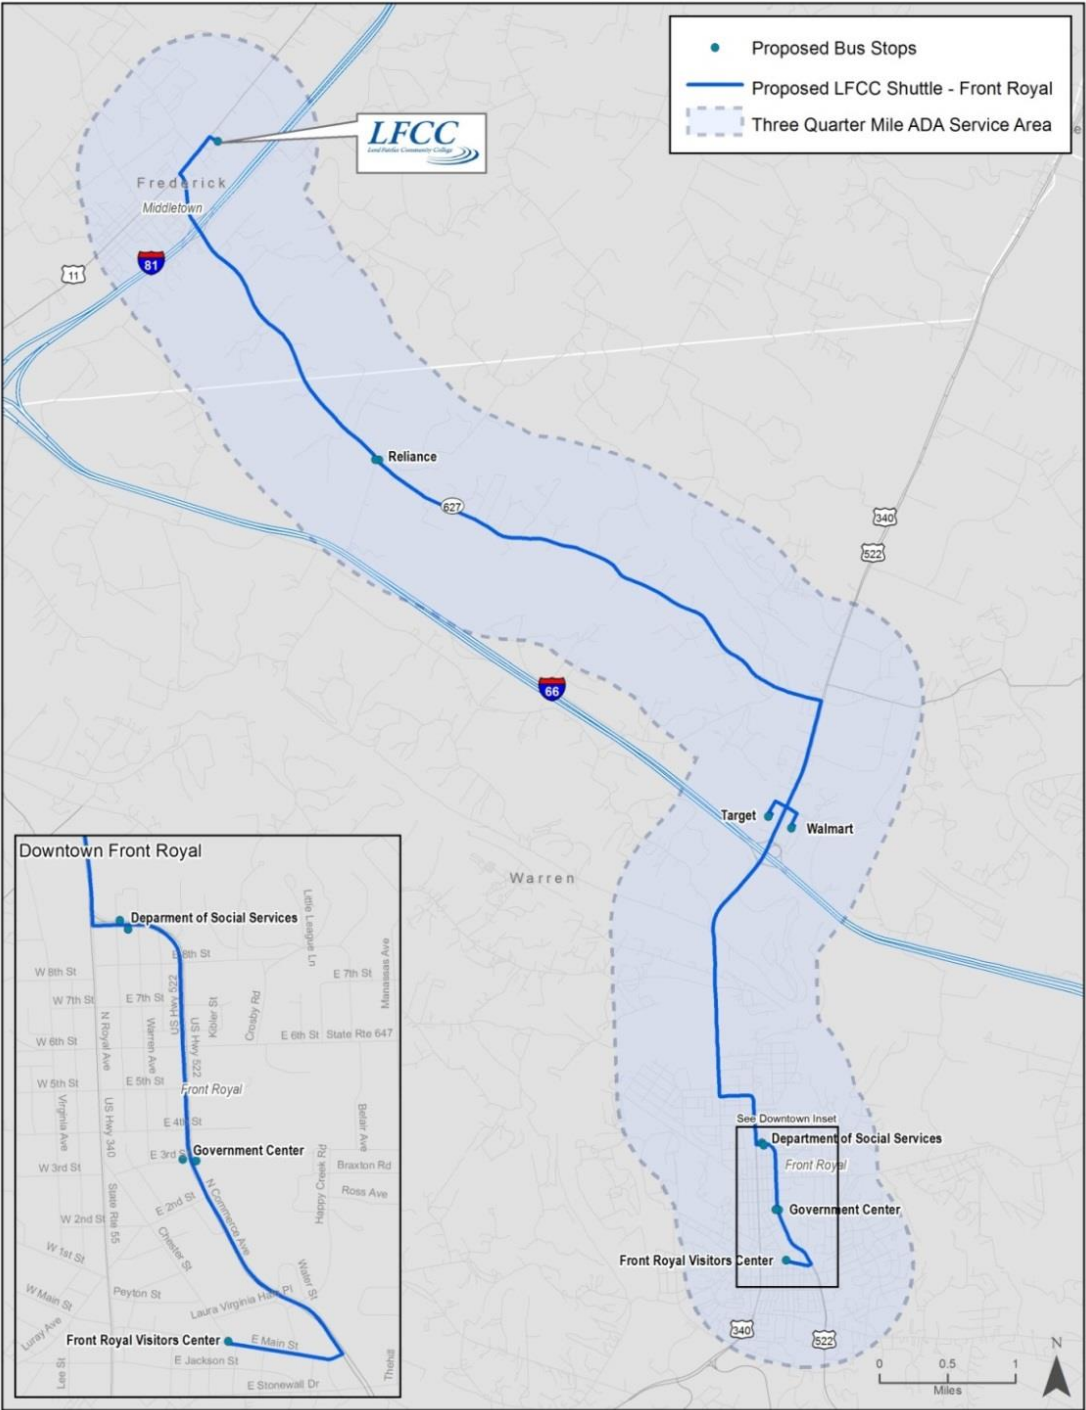 Proposed Bus Stops
Proposed LFCC Shuttle - Front Royal
Three Quarter Mile ADA Service Area
LFCC
Lord Fairfax Community College
Frederick
Middletown
11
81
Reliance
627
340
522
66
Target
Walmart
Warren
See Downtown Inset
Department of Social Services
Front Royal
Government Center
Front Royal Visitors Center
340
522
N
0 0.5 1
Miles
Downtown Front Royal
Deparment of Social Services
Little League Ln
Manassas Ave
E 8th St
W 8th St
E 7th St
W 7th St
E 7th St
US Hwy 522
Kibler St
Crosby Rd
N Royal Ave
Warren Ave
US Hwy 522
E 6th St
State Rte 647
W 6th St
W 5th St
E 5th St
Front Royal
Virginia Ave
US Hwy 340
E 4th St
Belair Ave
Government Center
E 3rd S
W 3rd St
Braxton Rd
Happy Creek Rd
Ross Ave
State Rte 55
E 2nd St
N Commerce Ave
W 2nd St
Chester St
W 1st St
Water St
W Main St
Peyton St
Laura Virginia Hale Pl
Luray Ave
Front Royal Visitors Center
E Main St
E Jackson St
Lee St
Thehill
E Stonewall Dr